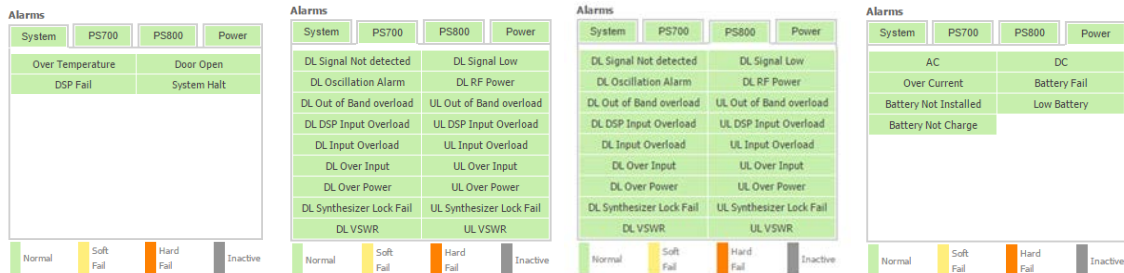 Alarms
System PS700 PS800 Power
Over Temperature Door Open
DSP Fail System Halt
Normal Soft Fail Hard Fail Inactive
Alarms
System PS700 PS800 Power
DL Signal Not detected DL Signal Low
DL Oscillation Alarm DL RF Power
DL Out of Band overload UL Out of Band overload
DL DSP Input Overload UL DSP Input Overload
DL Input Overload UL Input Overload
DL Over Input UL Over Input
DL Over Power UL Over Power
DL Synthesizer Lock Fail UL Synthesizer Lock Fail
DL VSWR UL VSWR
Normal Soft Fail Hard Fail Inactive
Alarms
System PS700 PS800 Power
DL Signal Not detected DL Signal Low
DL Oscillation Alarm DL RF Power
DL Out of Band overload UL Out of Band overload
DL DSP Input Overload UL DSP Input Overload
DL Input Overload UL Input Overload
DL Over Input UL Over Input
DL Over Power UL Over Power
DL Synthesizer Lock Fail UL Synthesizer Lock Fail
DL VSWR UL VSWR
Normal Soft Fail Hard Fail Inactive
Alarms
System PS700 PS800 Power
AC DC
Over Current Battery Fail
Battery Not Installed Low Battery
Battery Not Charge
Normal Soft Fail Hard Fail Inactive